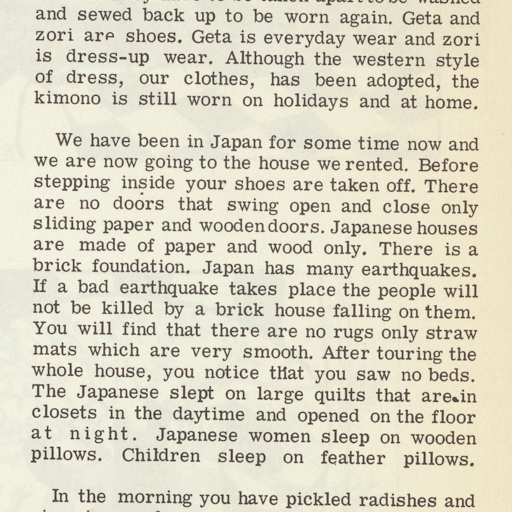 and sewed back up to be worn again. Geta and
zori are shoes. Geta is everyday wear and zori
is dress-up wear. Although the western style
of dress, our clothes, has been adopted, the
kimono is still worn on holidays and at home.
We have been in Japan for some time now and
we are now going to the house we rented. Before
stepping inside your shoes are taken off. There
are no doors that swing open and close only
sliding paper and wooden doors. Japanese houses
are made of paper and wood only. There is a
brick foundation. Japan has many earthquakes.
If a bad earthquake takes place the people will
not be killed by a brick house falling on them.
You will find that there are no rugs only straw
mats which are very smooth. After touring the
whole house, you notice that you saw no beds.
The Japanese slept on large quilts that are in
closets in the daytime and opened on the floor
at night. Japanese women sleep on wooden
pillows. Children sleep on feather pillows.
In the morning you have pickled radishes and